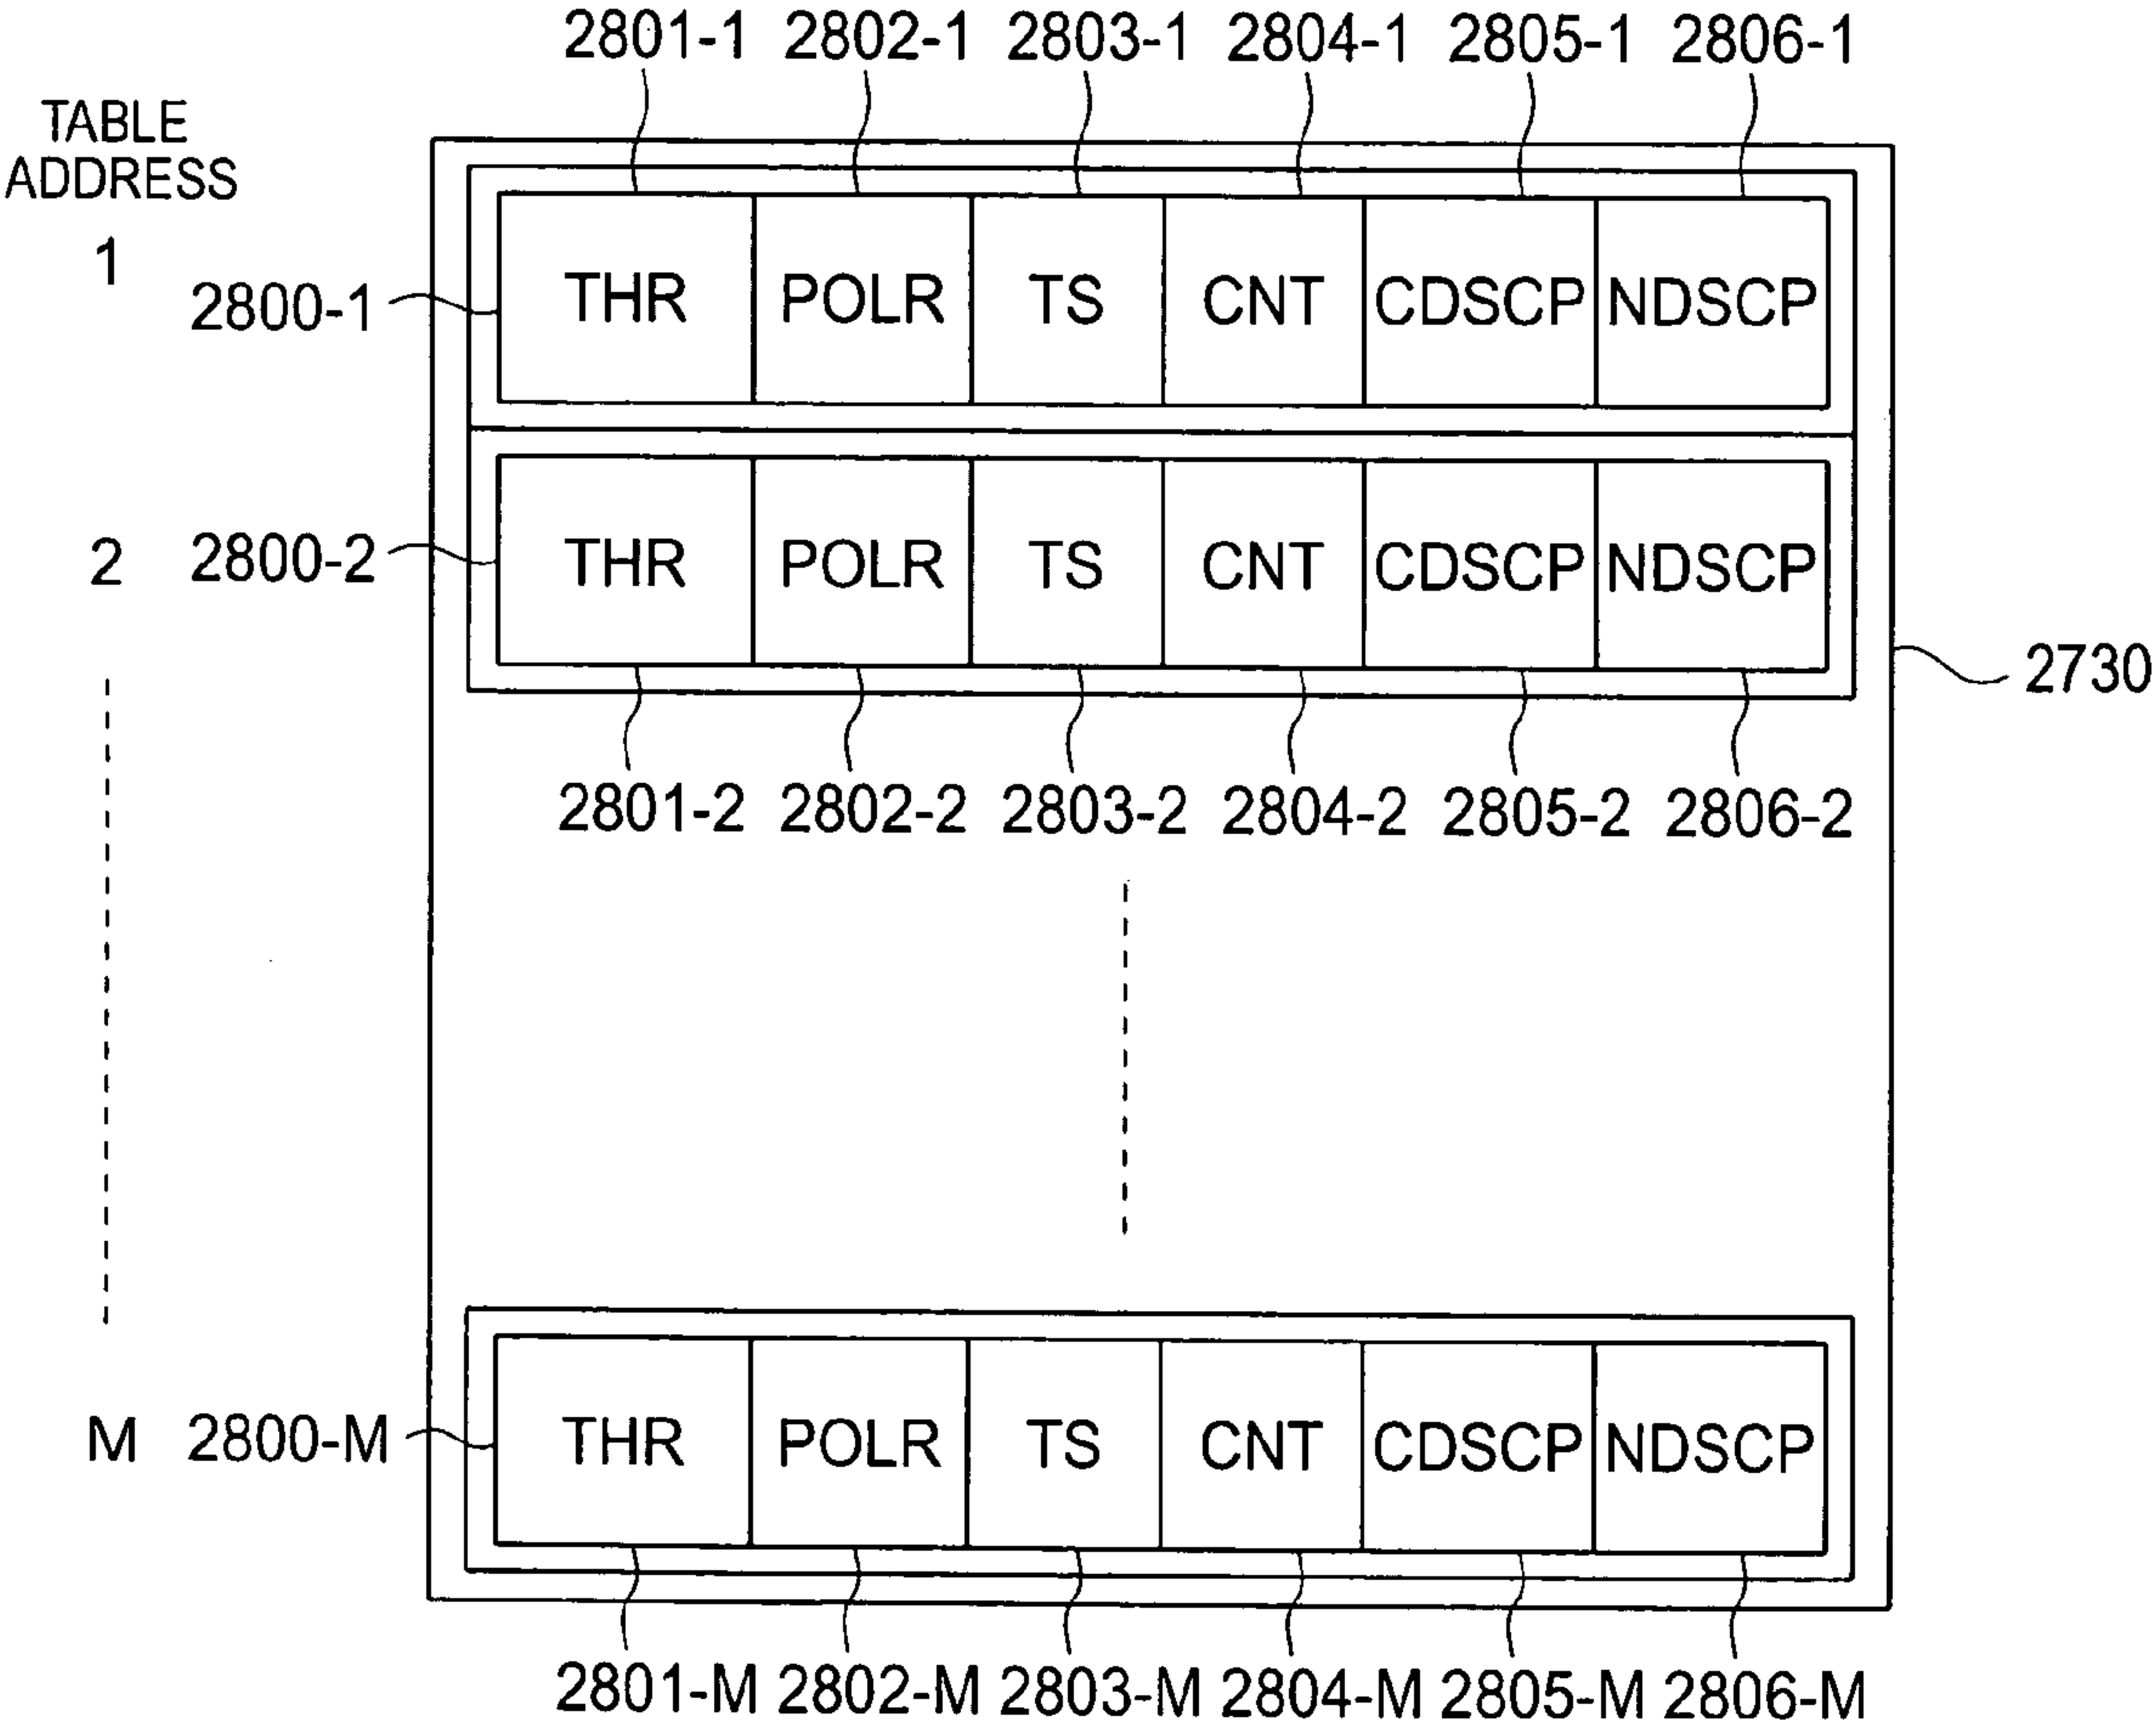 2801-1 2802-1 2803-1 2804-1 2805-1 2806-1
TABLE
ADDRESS
1
2800-1 THR POLR TS CNT CDSCP NDSCP
2 2800-2 THR POLR TS CNT CDSCP NDSCP
2730
2801-2 2802-2 2803-2 2804-2 2805-2 2806-2
M 2800-M THR POLR TS CNT CDSCP NDSCP
2801-M 2802-M 2803-M 2804-M 2805-M 2806-M